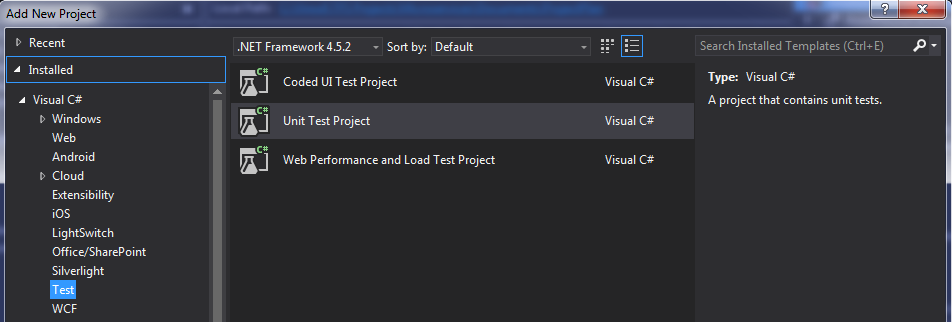 Add New Project
?
Recent
Installed
Visual C#
Windows
Web
Android
Cloud
Extensibility
iOS
LightSwitch
Office/SharePoint
Silverlight
Test
WCF
.NET Framework 4.5.2
Sort by: Default
C# Coded UI Test Project Visual C#
C# Unit Test Project Visual C#
C# Web Performance and Load Test Project Visual C#
Search Installed Templates (Ctrl+E)
Type: Visual C#
A project that contains unit tests.